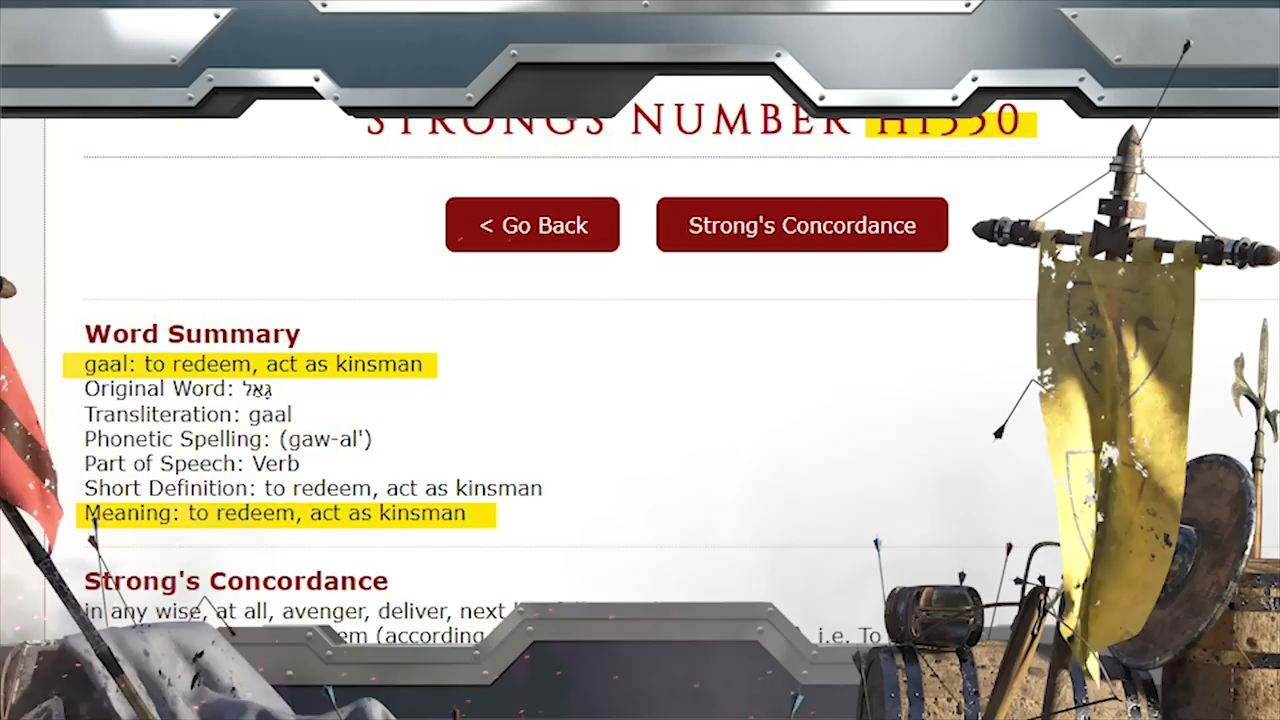 STRONGS NUMBER H1350
< Go Back
Strong's Concordance
Word Summary
gaal: to redeem, act as kinsman
Original Word: גָּאַל
Transliteration: gaal
Phonetic Spelling: (gaw-al')
Part of Speech: Verb
Short Definition: to redeem, act as kinsman
Meaning: to redeem, act as kinsman
Strong's Concordance
in any wise, at all, avenger, deliver, next
(according i.e. To